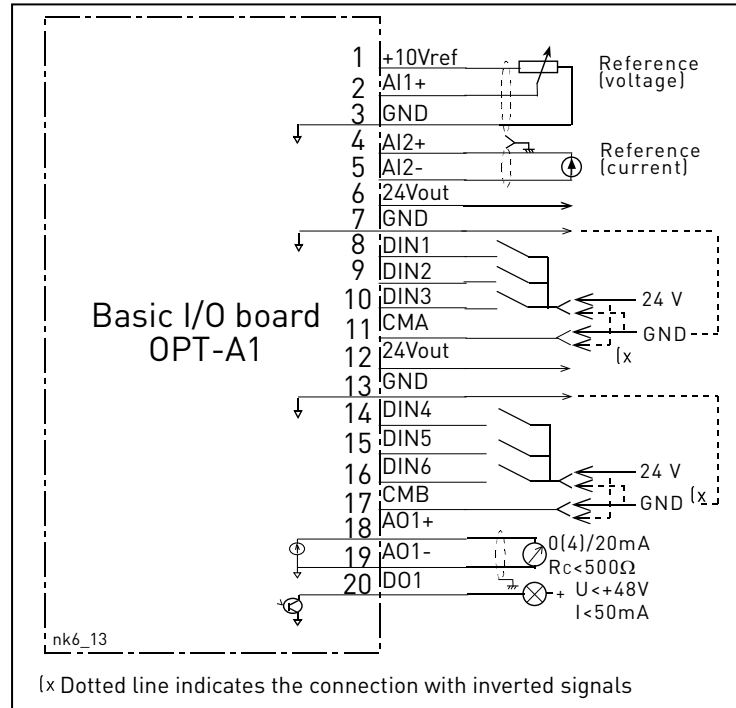 1 +10Vref
Reference
(voltage)
2 AI1+
3 GND
4 AI2+
Reference
(current)
5 AI2-
6 24Vout
7 GND
8 DIN1
9 DIN2
10 DIN3
24 V
11 CMA
GND
(x
Basic I/O board
OPT-A1
12 24Vout
13 GND
14 DIN4
15 DIN5
16 DIN6
24 V
17 CMB
GND (x
18 AO1+
0(4)/20mA
19 AO1-
RC<500Ω
20 DO1
+ U<+48V
I<50mA
nk6_13
(x Dotted line indicates the connection with inverted signals